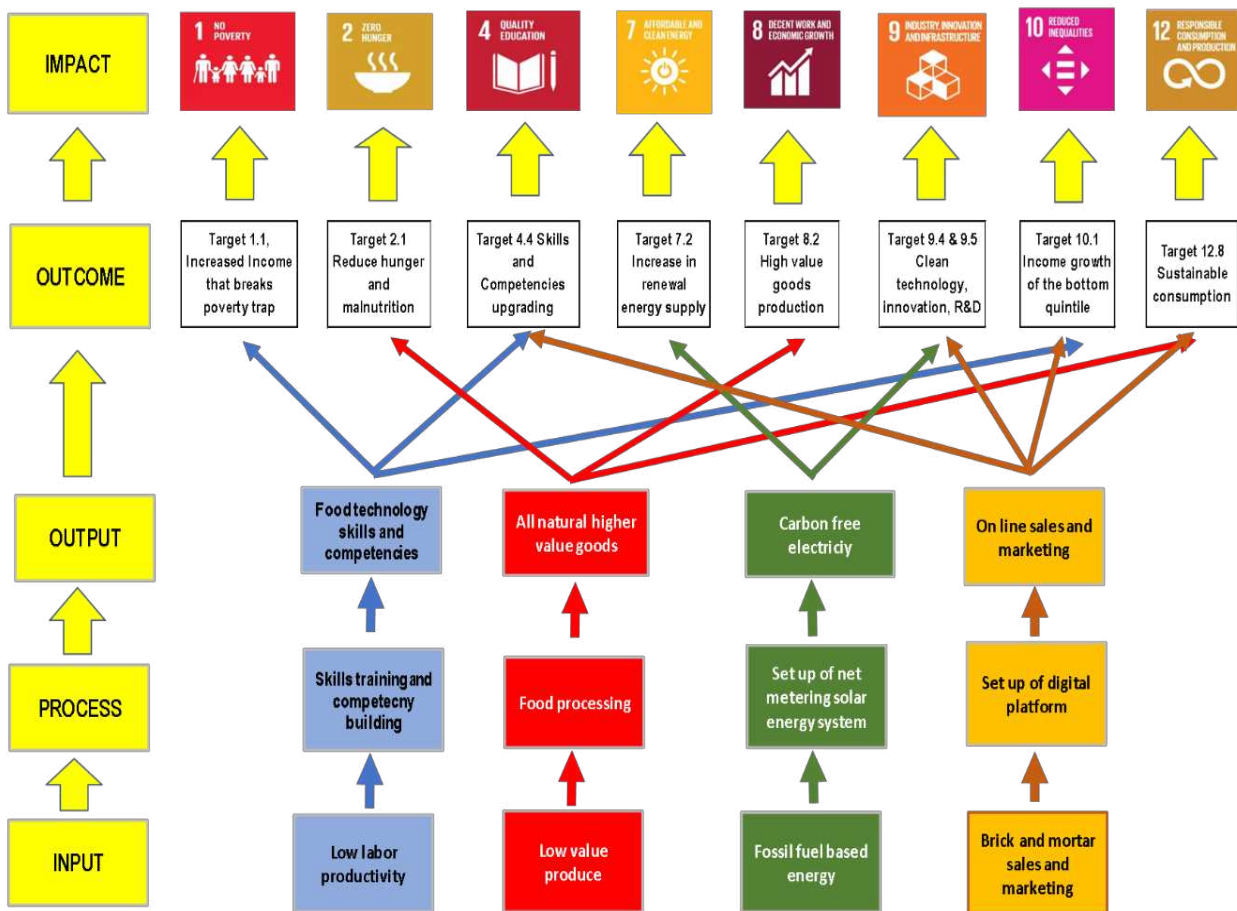 IMPACT
1 NO
POVERTY
2 ZERO
HUNGER
4 QUALITY
EDUCATION
7 AFFORDABLE AND
CLEAN ENERGY
8 DECENT WORK AND
ECONOMIC GROWTH
9 INDUSTRY, INNOVATION
AND INFRASTRUCTURE
10 REDUCED
INEQUALITIES
12 RESPONSIBLE
CONSUMPTION
AND PRODUCTION
OUTCOME
Target 1.1,
Increased Income
that breaks
poverty trap
Target 2.1
Reduce hunger
and
malnutrition
Target 4.4 Skills
and
Competencies
upgrading
Target 7.2
Increase in
renewal
energy supply
Target 8.2
High value
goods
production
Target 9.4 & 9.5
Clean
technology,
innovation, R&D
Target 10.1
Income growth
of the bottom
quintile
Target 12.8
Sustainable
consumption
OUTPUT
Food technology
skills and
competencies
All natural higher
value goods
Carbon free
electriciy
On line sales and
marketing
PROCESS
Skills training and
competecny
building
Food processing
Set up of net
metering solar
energy system
Set up of digital
platform
INPUT
Low labor
productivity
Low value
produce
Fossil fuel based
energy
Brick and mortar
sales and
marketing